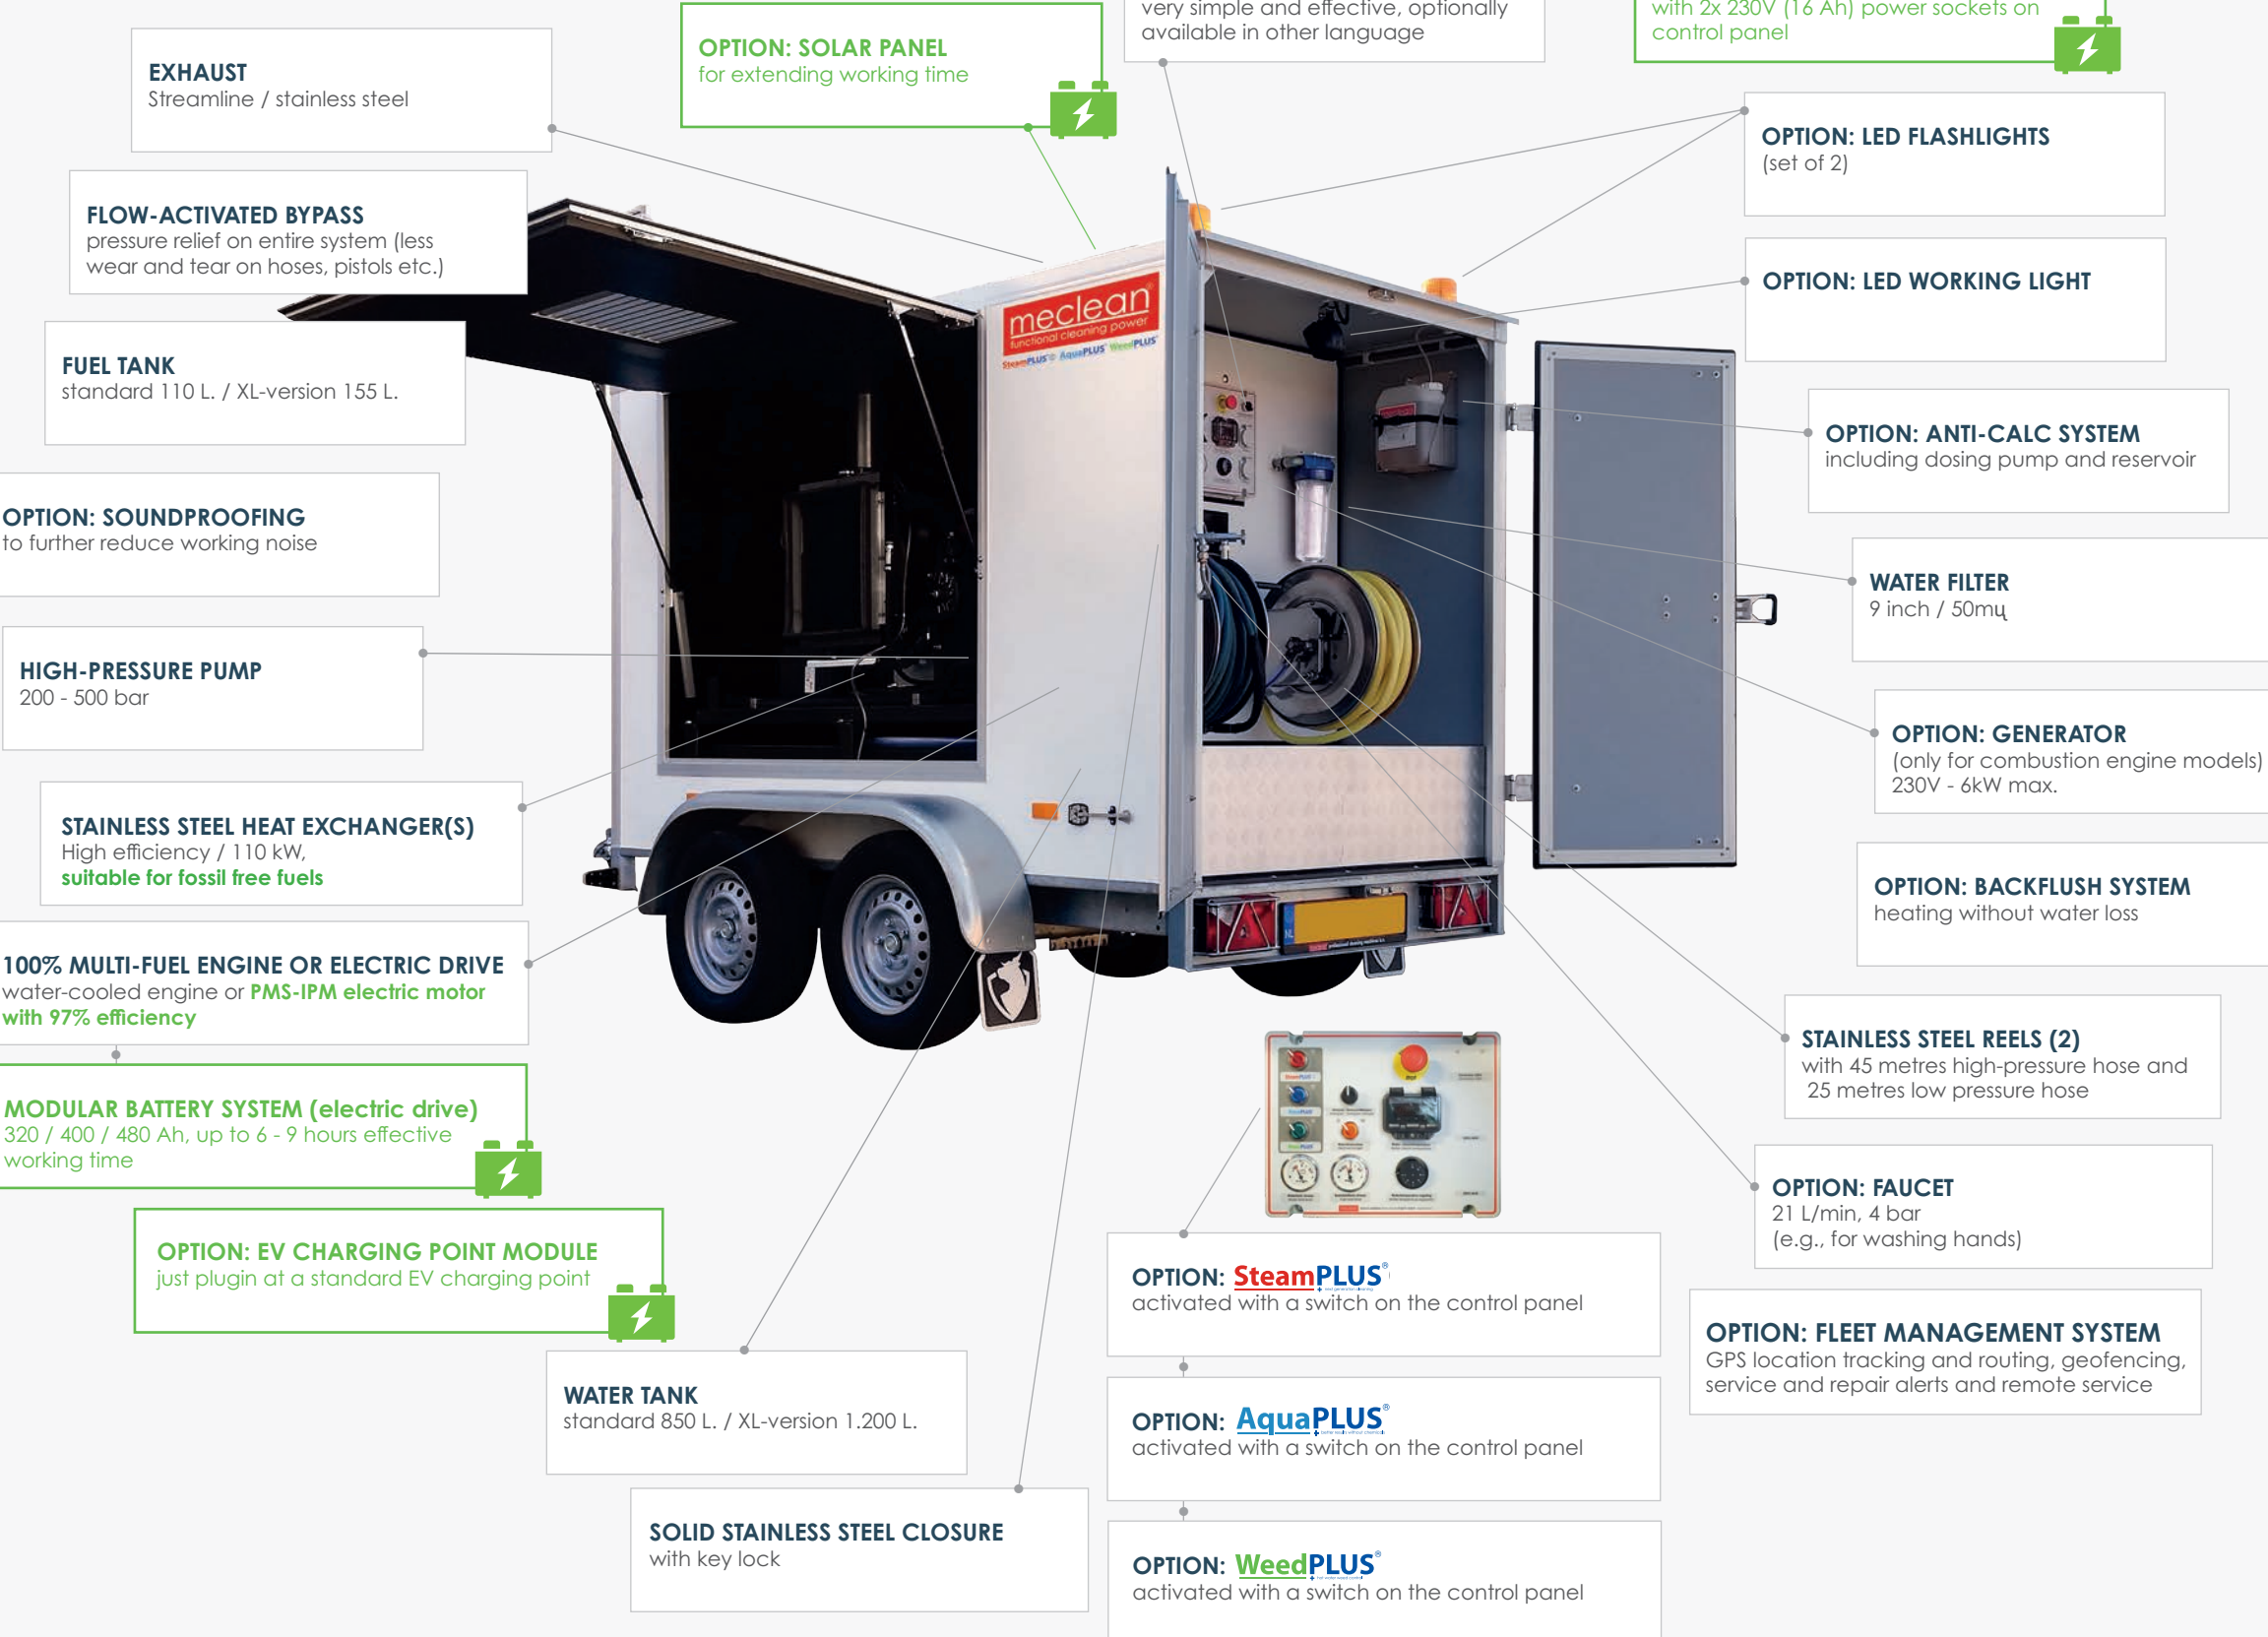 very simple and effective, optionally
available in other language
with 2x 230V (16 Ah) power sockets on
control panel
EXHAUST
Streamline / stainless steel
OPTION: SOLAR PANEL
for extending working time
OPTION: LED FLASHLIGHTS
(set of 2)
FLOW-ACTIVATED BYPASS
pressure relief on entire system (less
wear and tear on hoses, pistols etc.)
OPTION: LED WORKING LIGHT
meclean®
functional cleaning power
SteamPLUS® AquaPLUS® WeedPLUS®
FUEL TANK
standard 110 L. / XL-version 155 L.
OPTION: ANTI-CALC SYSTEM
including dosing pump and reservoir
OPTION: SOUNDPROOFING
to further reduce working noise
WATER FILTER
9 inch / 50mμ
HIGH-PRESSURE PUMP
200 - 500 bar
OPTION: GENERATOR
(only for combustion engine models)
230V - 6kW max.
STAINLESS STEEL HEAT EXCHANGER(S)
High efficiency / 110 kW,
suitable for fossil free fuels
OPTION: BACKFLUSH SYSTEM
heating without water loss
100% MULTI-FUEL ENGINE OR ELECTRIC DRIVE
water-cooled engine or PMS-IPM electric motor
with 97% efficiency
STAINLESS STEEL REELS (2)
with 45 metres high-pressure hose and
25 metres low pressure hose
MODULAR BATTERY SYSTEM (electric drive)
320 / 400 / 480 Ah, up to 6 - 9 hours effective
working time
OPTION: FAUCET
21 L/min, 4 bar
(e.g., for washing hands)
OPTION: EV CHARGING POINT MODULE
just plugin at a standard EV charging point
OPTION: SteamPLUS®
activated with a switch on the control panel
OPTION: FLEET MANAGEMENT SYSTEM
GPS location tracking and routing, geofencing,
service and repair alerts and remote service
WATER TANK
standard 850 L. / XL-version 1.200 L.
OPTION: AquaPLUS®
activated with a switch on the control panel
SOLID STAINLESS STEEL CLOSURE
with key lock
OPTION: WeedPLUS®
activated with a switch on the control panel